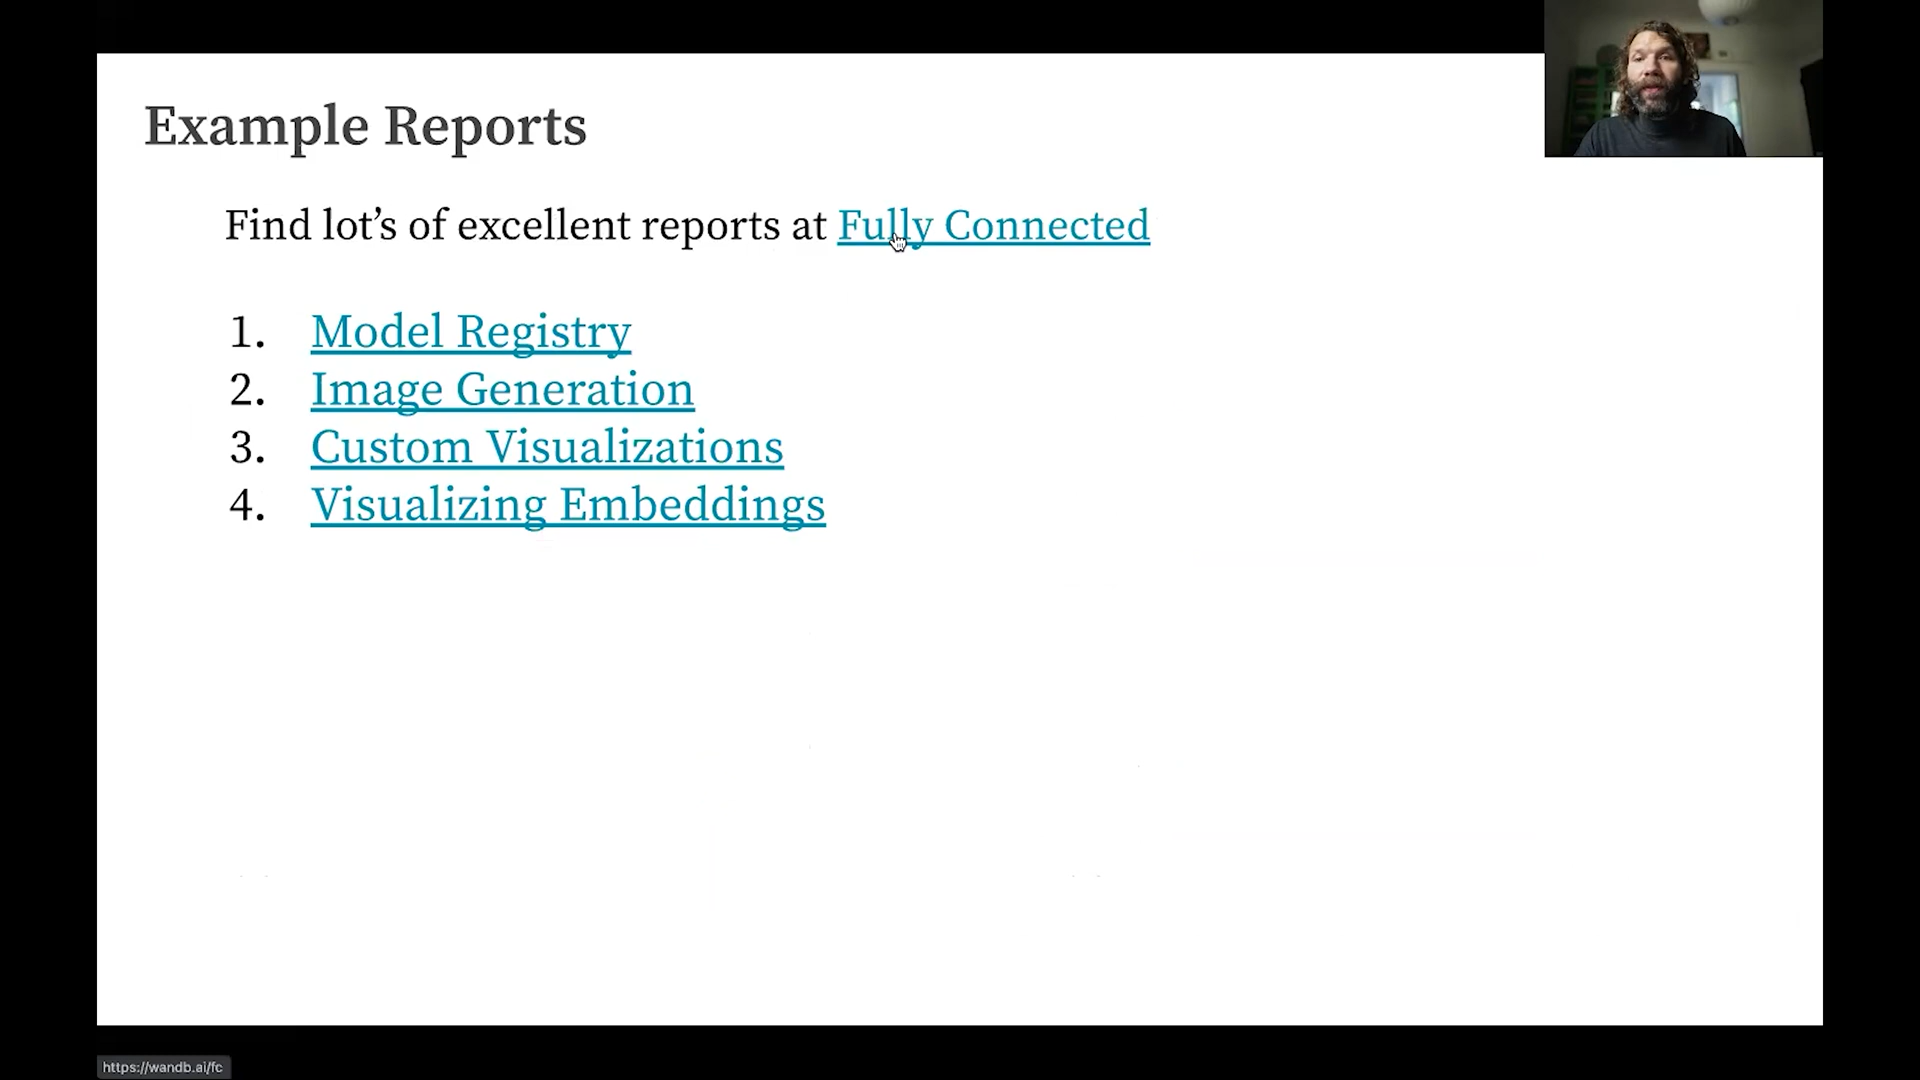 Example Reports
Find lot’s of excellent reports at Fully Connected
1. Model Registry
2. Image Generation
3. Custom Visualizations
4. Visualizing Embeddings
https://wandb.ai/fc